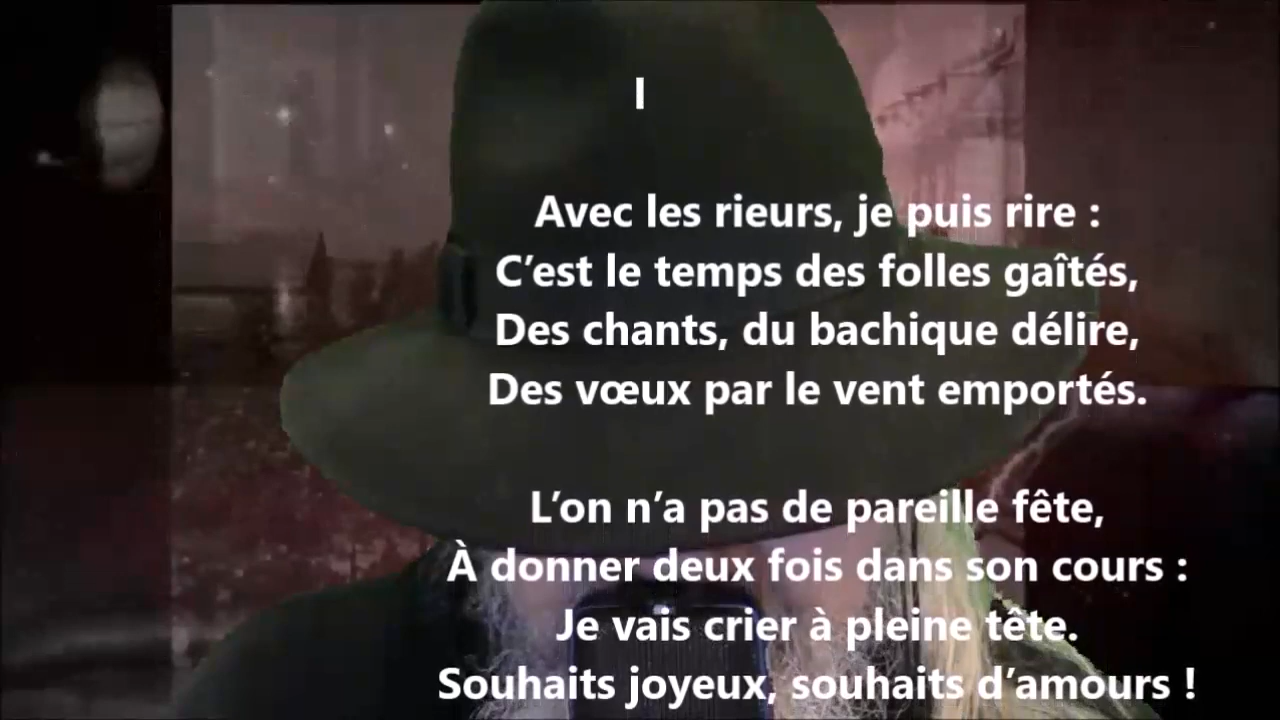 I
Avec les rieurs, je puis rire :
C’est le temps des folles gaîtés,
Des chants, du bachique délire,
Des vœux par le vent emportés.
L’on n’a pas de pareille fête,
À donner deux fois dans son cours :
Je vais crier à pleine tête.
Souhaits joyeux, souhaits d’amours !